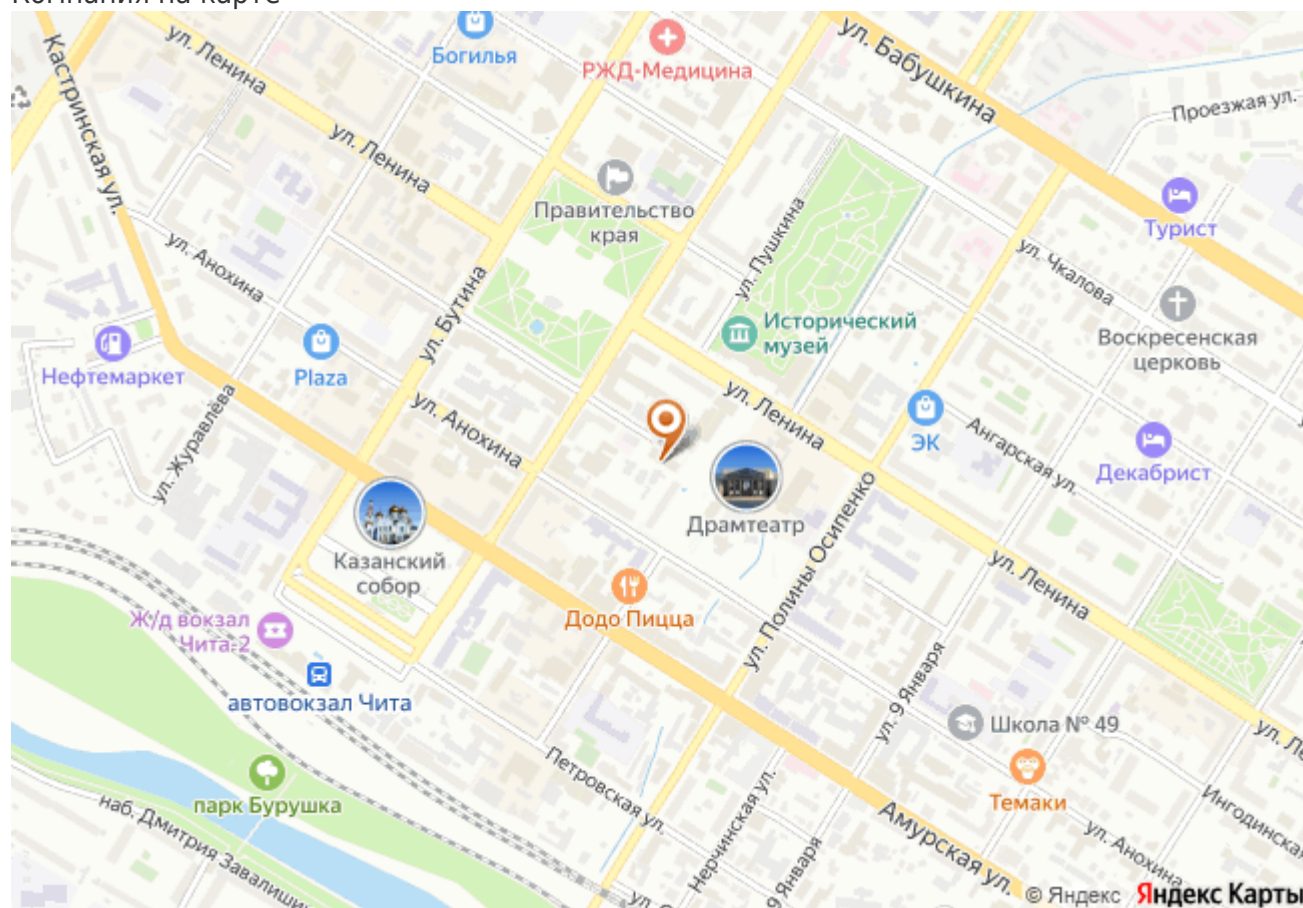 Компания на карте
ул. Ленина
Богилья
РЖД-Медицина
ул. Бабушкина
Проезжая ул.
Кастринская ул.
ул. Ленина
Правительство
края
ул. Пушкина
Турист
ул. Чкалова
ул. Анохина
ул. Бутина
Исторический
музей
Воскресенская
церковь
Нефтемаркет
Plaza
ул. Журавлёва
ул. Анохина
ул. Ленина
ЭК
Ангарская ул.
Декабрист
Драмтеатр
Казанский
собор
ул. Полины Осипенко
ул. Ленина
Додо Пицца
Ж/д вокзал
Чита-2
автовокзал Чита
ул. 9 Января
Школа № 49
Петровская ул.
Нерчинская ул.
Темаки
парк Бурушка
наб. Дмитрия Завалиши
Амурская ул.
ул. Анохина
Ингодинска
9 Января
© Яндекс Яндекс Карты